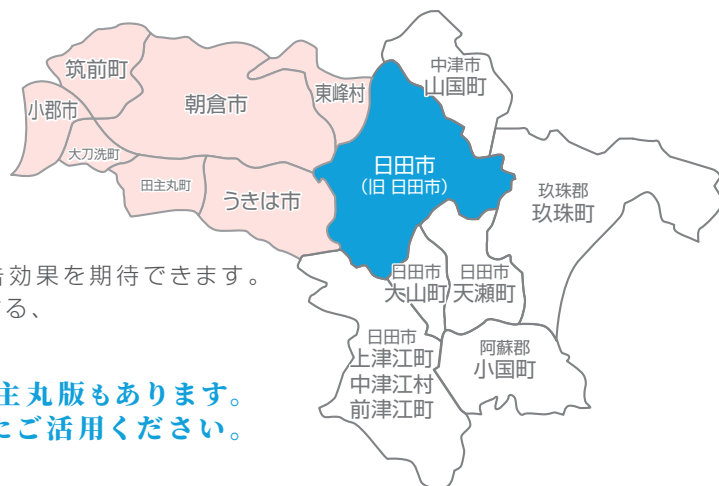 筑前町
小郡市
朝倉市
東峰村
大刀洗町
田主丸町
うきは市
中津市
山国町
日田市
（旧 日田市）
玖珠郡
玖珠町
日田市
大山町
日田市
天瀬町
日田市
上津江町
中津江村
前津江町
阿蘇郡
小国町
告効果を期待できます。
る、
主丸版もあります。
にご活用ください。